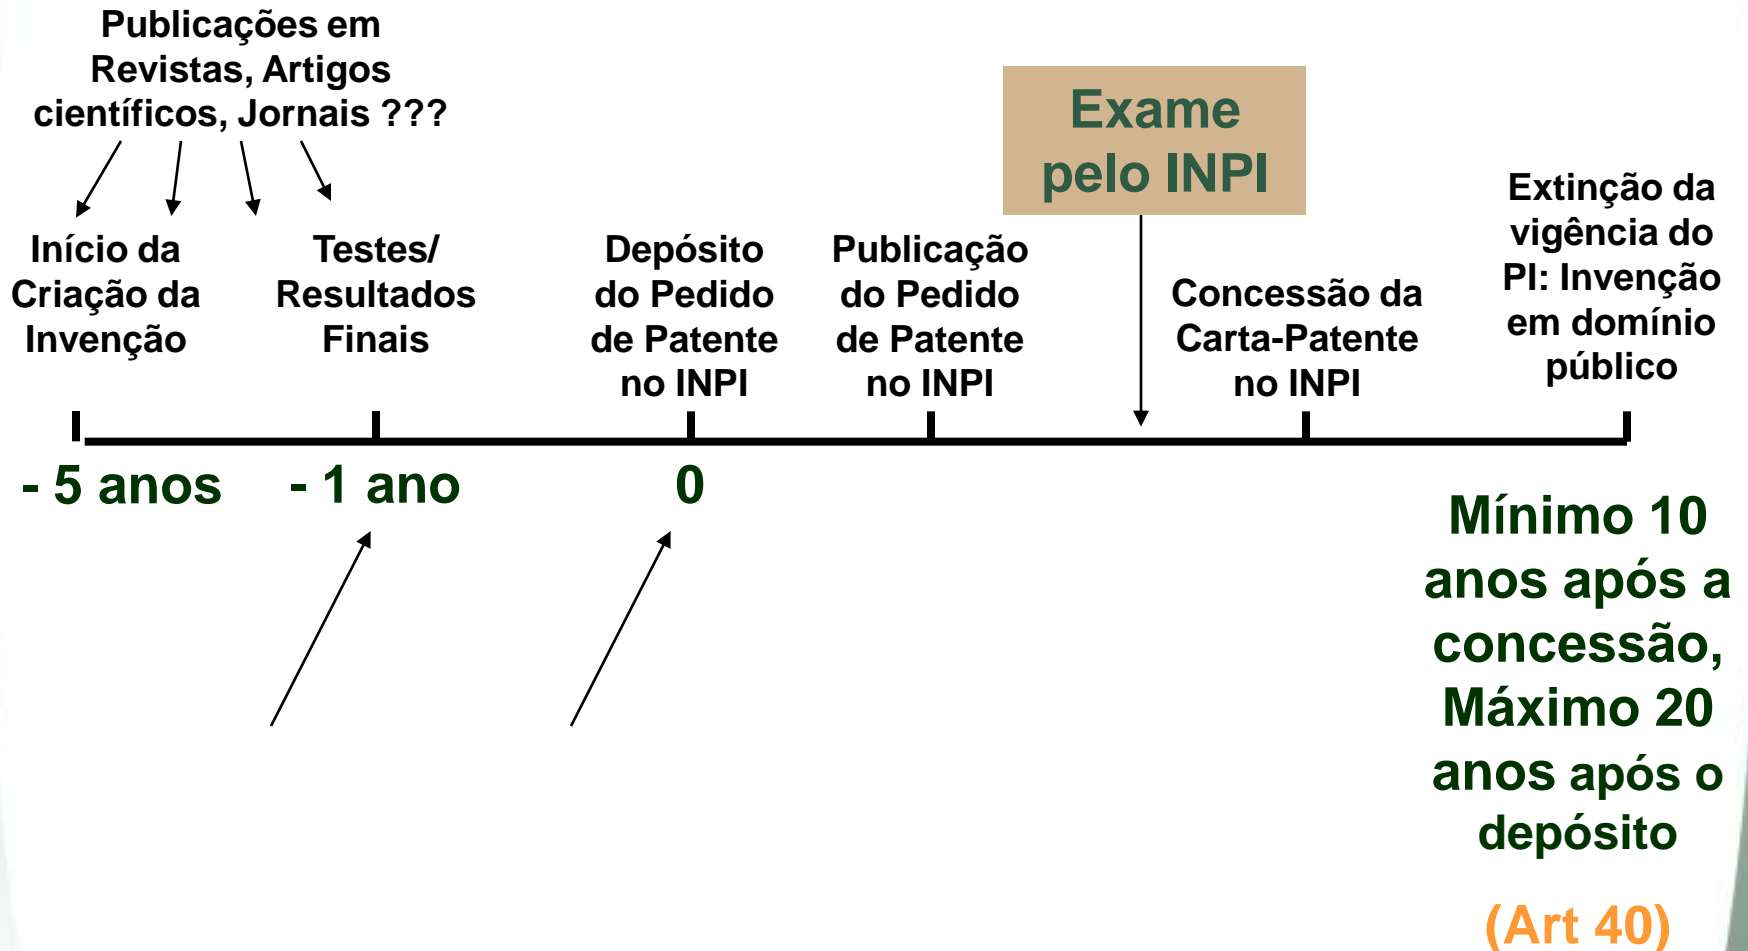 Publicações em
Revistas, Artigos
científicos, Jornais ???
Exame
pelo INPI
Início da
Criação da
Invenção
Testes/
Resultados
Finais
Depósito
do Pedido
de Patente
no INPI
Publicação
do Pedido
de Patente
no INPI
Concessão da
Carta-Patente
no INPI
Extinção da
vigência do
PI: Invenção
em domínio
público
- 5 anos
- 1 ano
0
Mínimo 10
anos após a
concessão,
Máximo 20
anos após o
depósito
(Art 40)